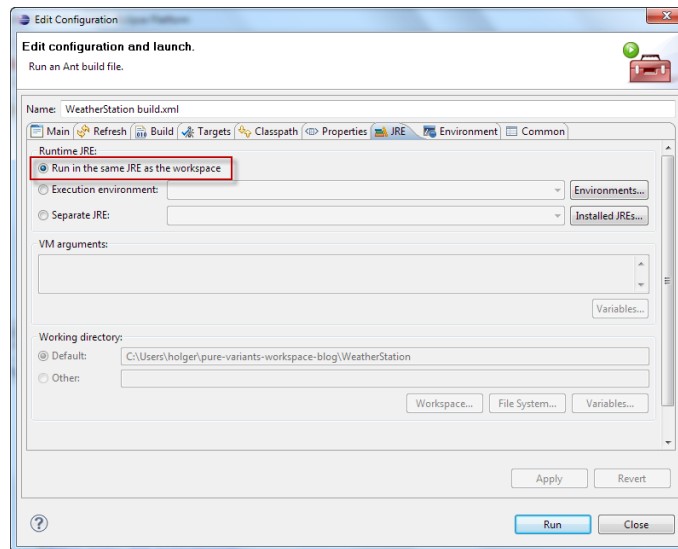 Edit Configuration
Edit configuration and launch.
Run an Ant build file.
Name: WeatherStation build.xml
Main Refresh Build Targets Classpath Properties JRE Environment Common
Runtime JRE:
Run in the same JRE as the workspace
Execution environment: Environments...
Separate JRE: Installed JREs...
VM arguments:
Variables...
Working directory:
Default: C:\Users\holger\pure-variants-workspace-blog\WeatherStation
Other:
Workspace... File System... Variables...
Apply Revert
Run Close